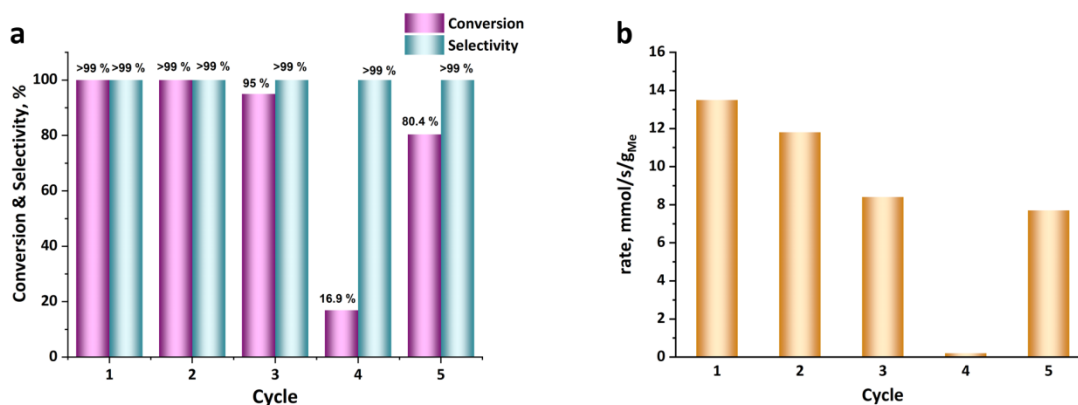 a
Conversion
Selectivity
Conversion & Selectivity, %
100
80
60
40
20
0
>99 % >99 % >99 % >99 % 95 % >99 % 16.9 % >99 % 80.4 % >99 %
1 2 3 4 5
Cycle
b
rate, mmol/s/gMe
16
14
12
10
8
6
4
2
0
1 2 3 4 5
Cycle